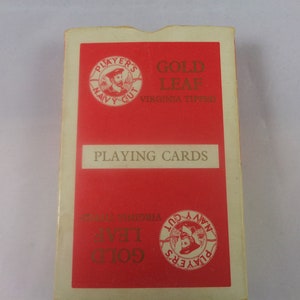 PLAYER'S
NAVY CUT
GOLD
LEAF
VIRGINIA TIPPED
PLAYING CARDS
VIRGINIA TIPPED
LEAF
GOLD
NAVY CUT
PLAYER'S